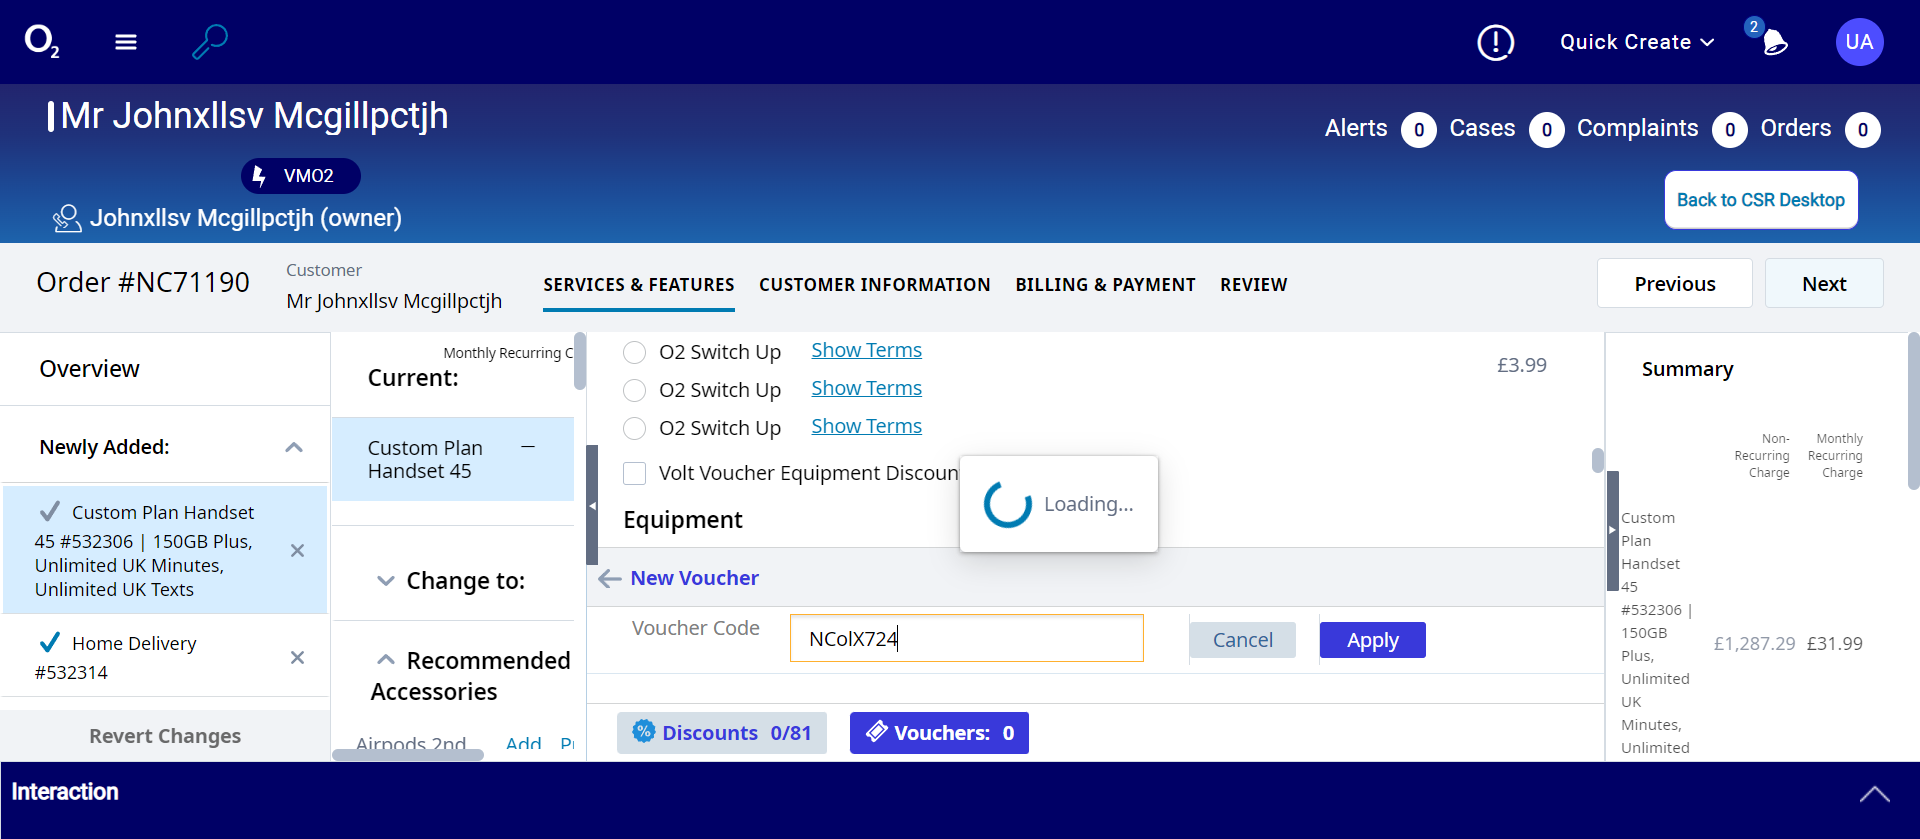 O2
Quick Create
2
UA
Mr Johnxllsv Mcgillpctjh
Alerts 0 Cases 0 Complaints 0 Orders 0
VMO2
Johnxllsv Mcgillpctjh (owner)
Back to CSR Desktop
Order #NC71190
Customer
Mr Johnxllsv Mcgillpctjh
SERVICES & FEATURES
CUSTOMER INFORMATION
BILLING & PAYMENT
REVIEW
Previous
Next
Overview
Newly Added:
Custom Plan Handset
45 #532306 | 150GB Plus,
Unlimited UK Minutes,
Unlimited UK Texts
Home Delivery
#532314
Revert Changes
Monthly Recurring C
Current:
Custom Plan
Handset 45
Change to:
Recommended
Accessories
Airpods 2nd Add
O2 Switch Up Show Terms
£3.99
O2 Switch Up Show Terms
O2 Switch Up Show Terms
Volt Voucher Equipment Discoun
Loading...
Equipment
New Voucher
Voucher Code
NColX724
Cancel
Apply
Discounts 0/81
Vouchers: 0
Summary
Non-
Recurring
Charge
Monthly
Recurring
Charge
Custom
Plan
Handset
45
#532306 |
150GB
Plus,
Unlimited
UK
Minutes,
Unlimited
£1,287.29 £31.99
Interaction